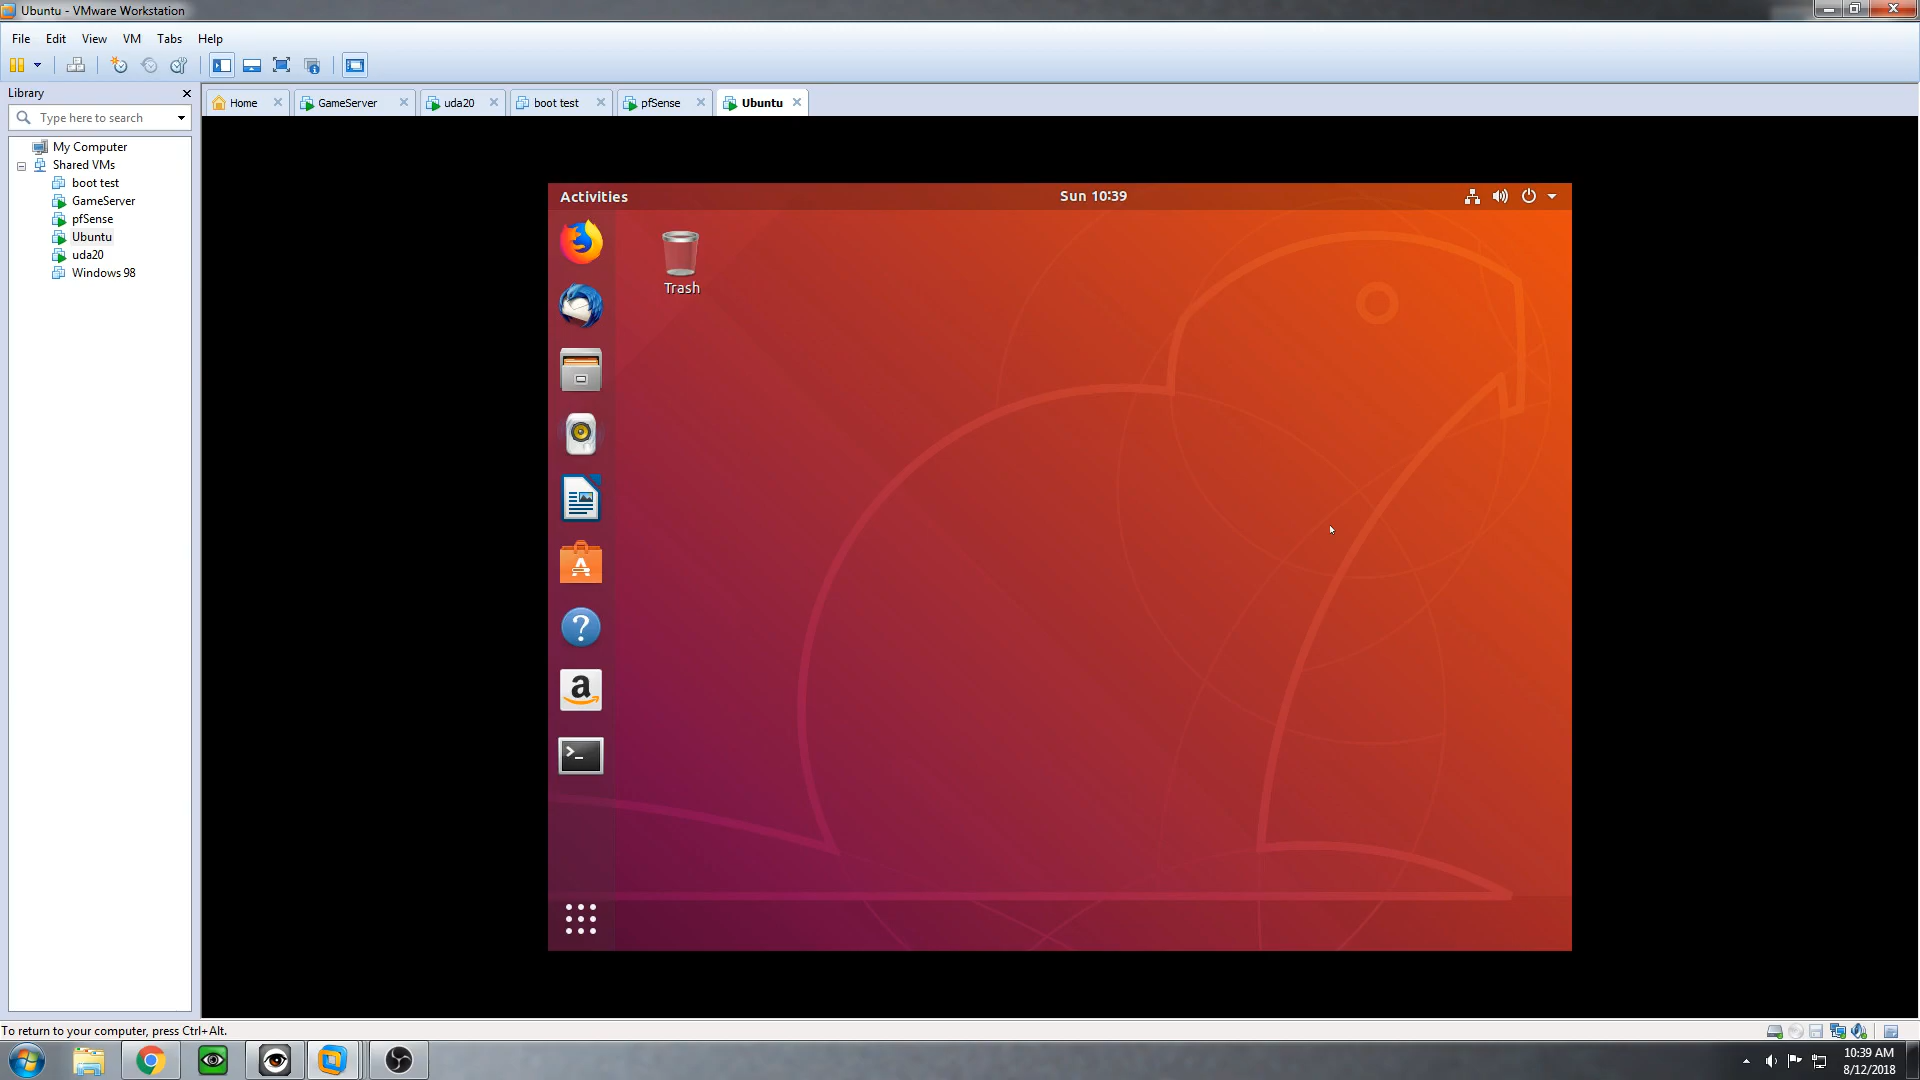 Ubuntu - VMware Workstation
File Edit View VM Tabs Help
Library
Type here to search
My Computer
Shared VMs
boot test
GameServer
pfSense
Ubuntu
uda20
Windows 98
Home GameServer uda20 boot test pfSense Ubuntu
Activities Sun 10:39
Trash
To return to your computer, press Ctrl+Alt.
10:39 AM
8/12/2018